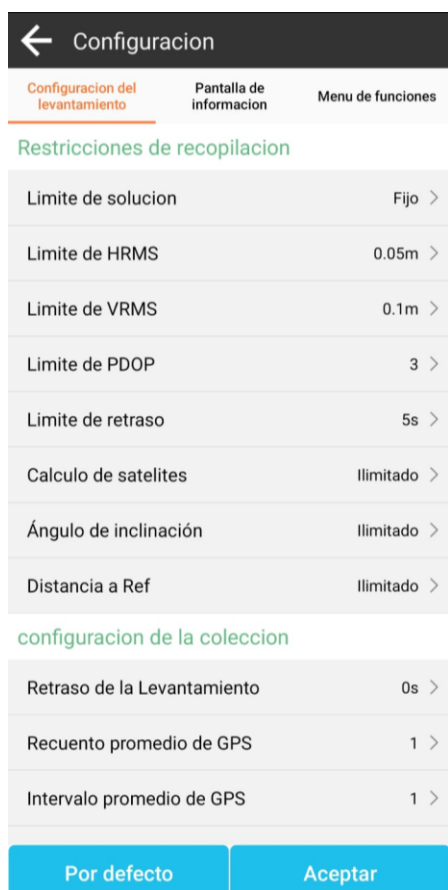 Configuracion
Configuracion del
levantamiento
Pantalla de
informacion
Menu de funciones
Restricciones de recopilacion
Limite de solucion Fijo
Limite de HRMS 0.05m
Limite de VRMS 0.1m
Limite de PDOP 3
Limite de retraso 5s
Calculo de satelites Ilimitado
Ángulo de inclinación Ilimitado
Distancia a Ref Ilimitado
configuracion de la coleccion
Retraso de la Levantamiento 0s
Recuento promedio de GPS 1
Intervalo promedio de GPS 1
Por defecto Aceptar